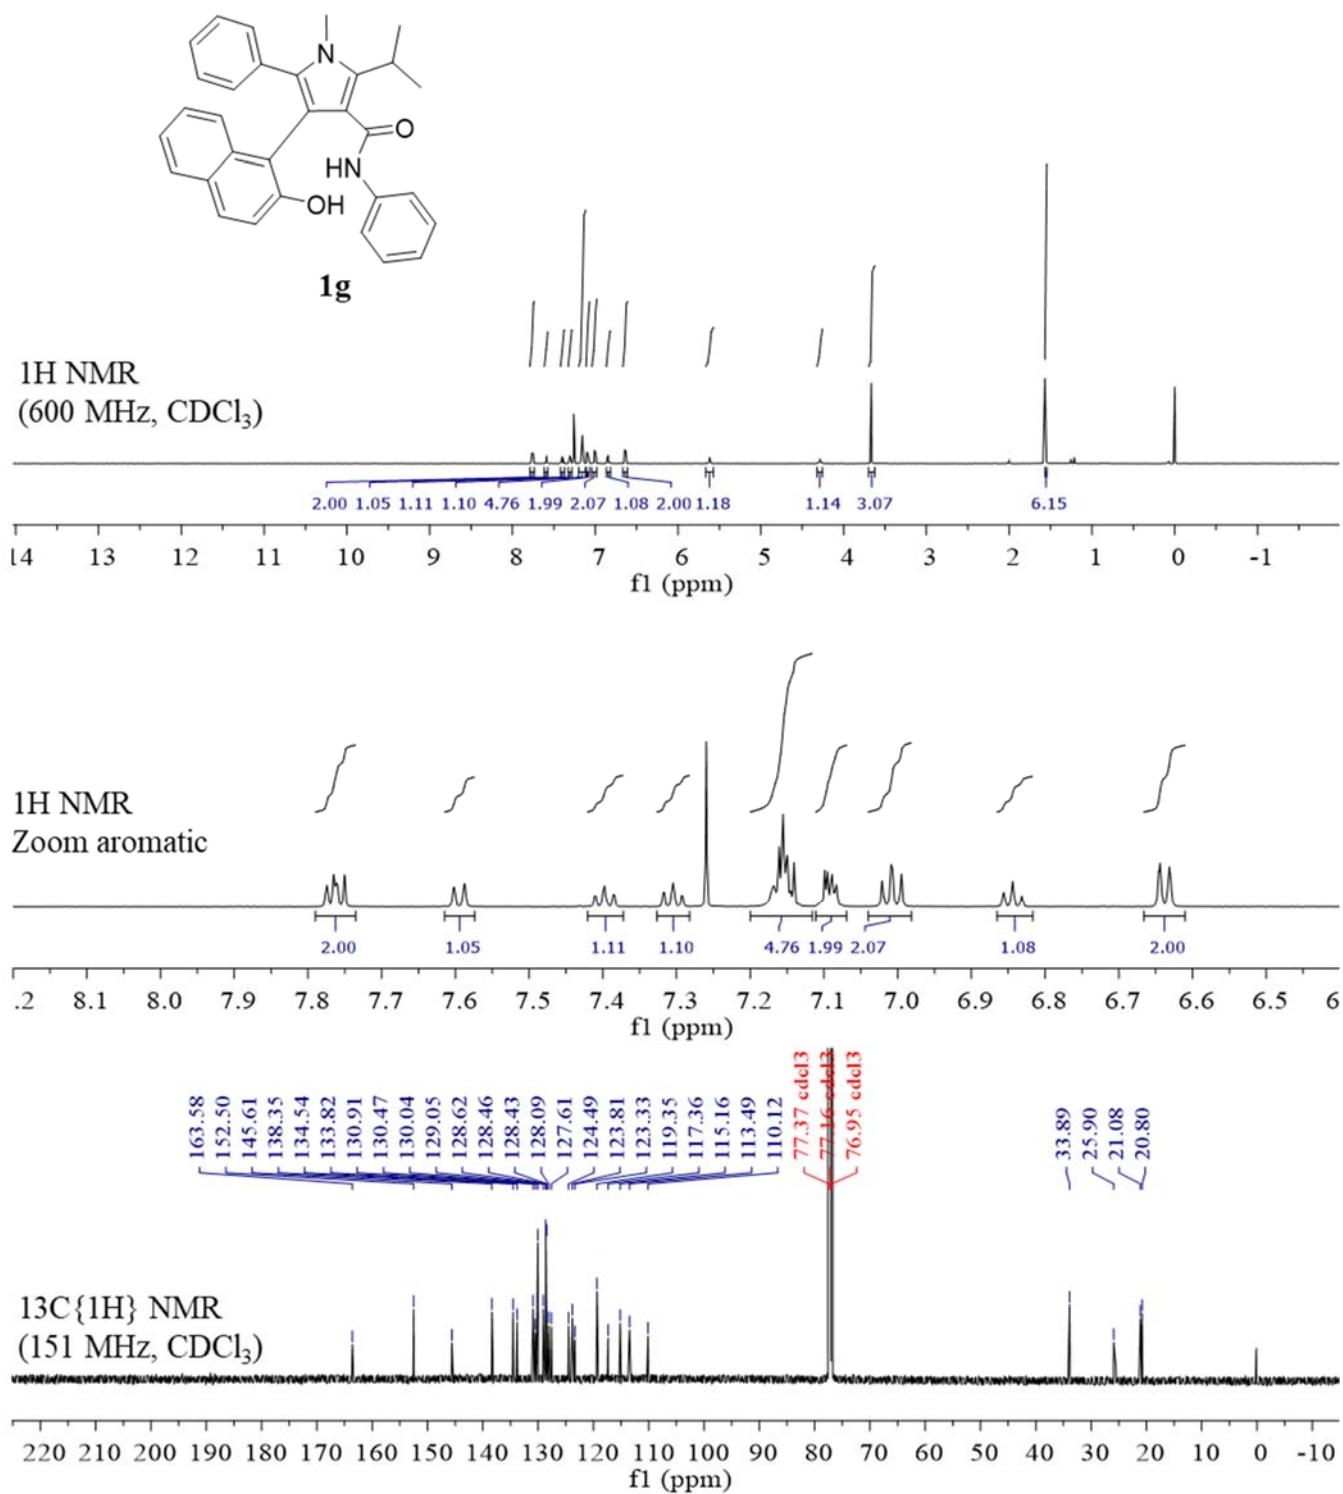 N
O
HN
OH
1g
1H NMR
(600 MHz, CDCl3)
2.00 1.05 1.11 1.10 4.76 1.99 2.07 1.08 2.00 1.18 1.14 3.07 6.15
14 13 12 11 10 9 8 7 6 5 4 3 2 1 0 -1
f1 (ppm)
1H NMR
Zoom aromatic
2.00 1.05 1.11 1.10 4.76 1.99 2.07 1.08 2.00
.2 8.1 8.0 7.9 7.8 7.7 7.6 7.5 7.4 7.3 7.2 7.1 7.0 6.9 6.8 6.7 6.6 6.5 6
f1 (ppm)
163.58
152.50
145.61
138.35
134.54
133.82
130.91
130.47
130.04
129.05
128.62
128.46
128.43
128.09
127.61
124.49
123.81
123.33
119.35
117.36
115.16
113.49
110.12
77.37 cdcl3
77.16 cdcl3
76.95 cdcl3
33.89
25.90
21.08
20.80
13C{1H} NMR
(151 MHz, CDCl3)
220 210 200 190 180 170 160 150 140 130 120 110 100 90 80 70 60 50 40 30 20 10 0 -10
f1 (ppm)